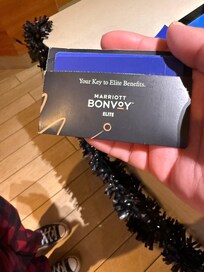 Your Key to Elite Benefits.
MARRIOTT
BONVOY
ELITE